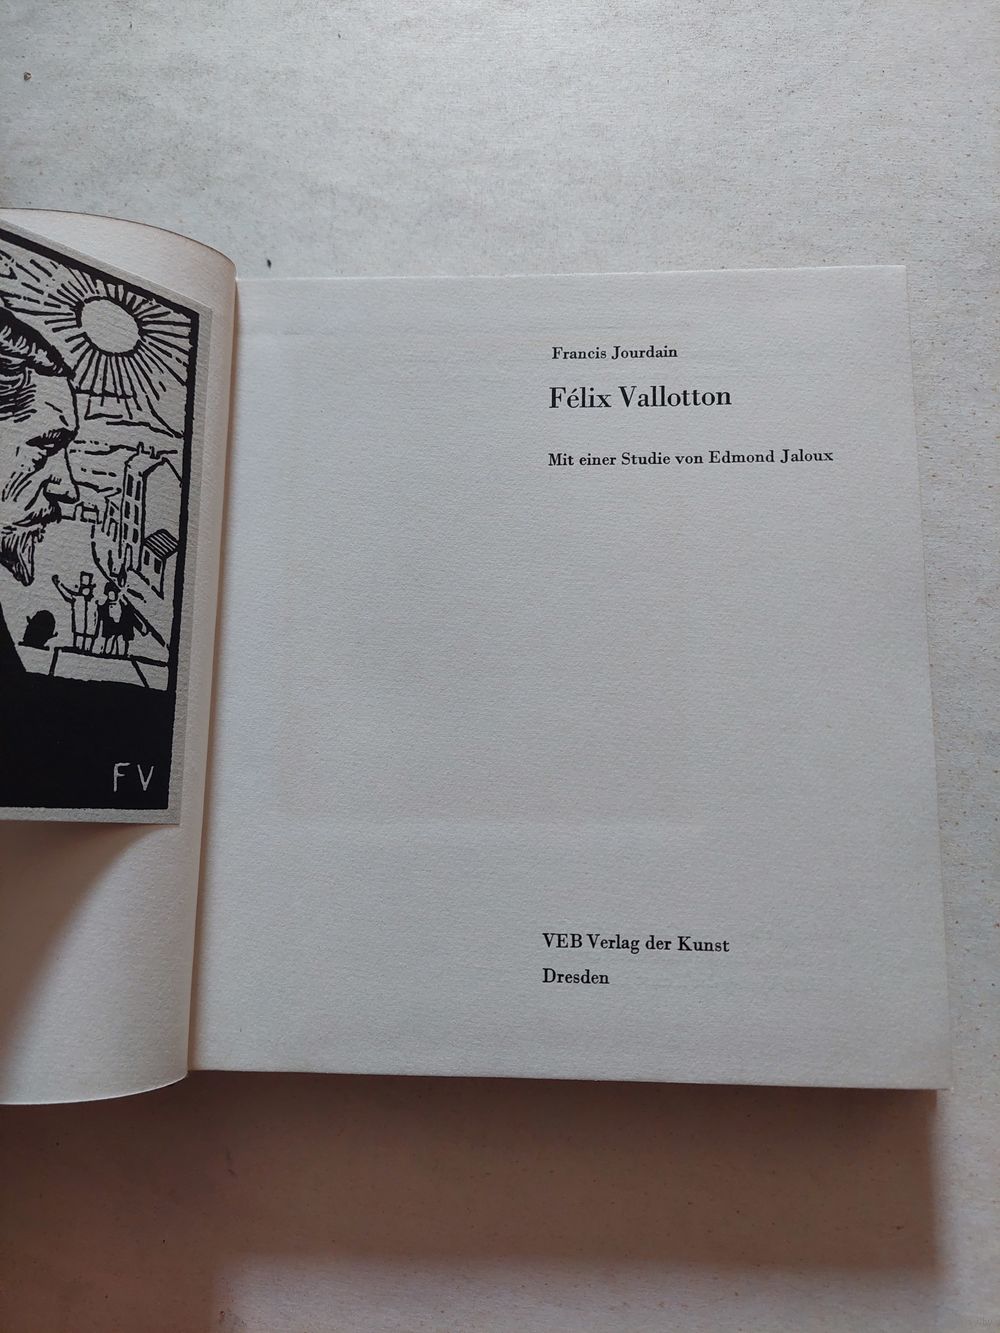 Francis Jourdain
Félix Vallotton
Mit einer Studie von Edmond Jaloux
FV
VEB Verlag der Kunst
Dresden